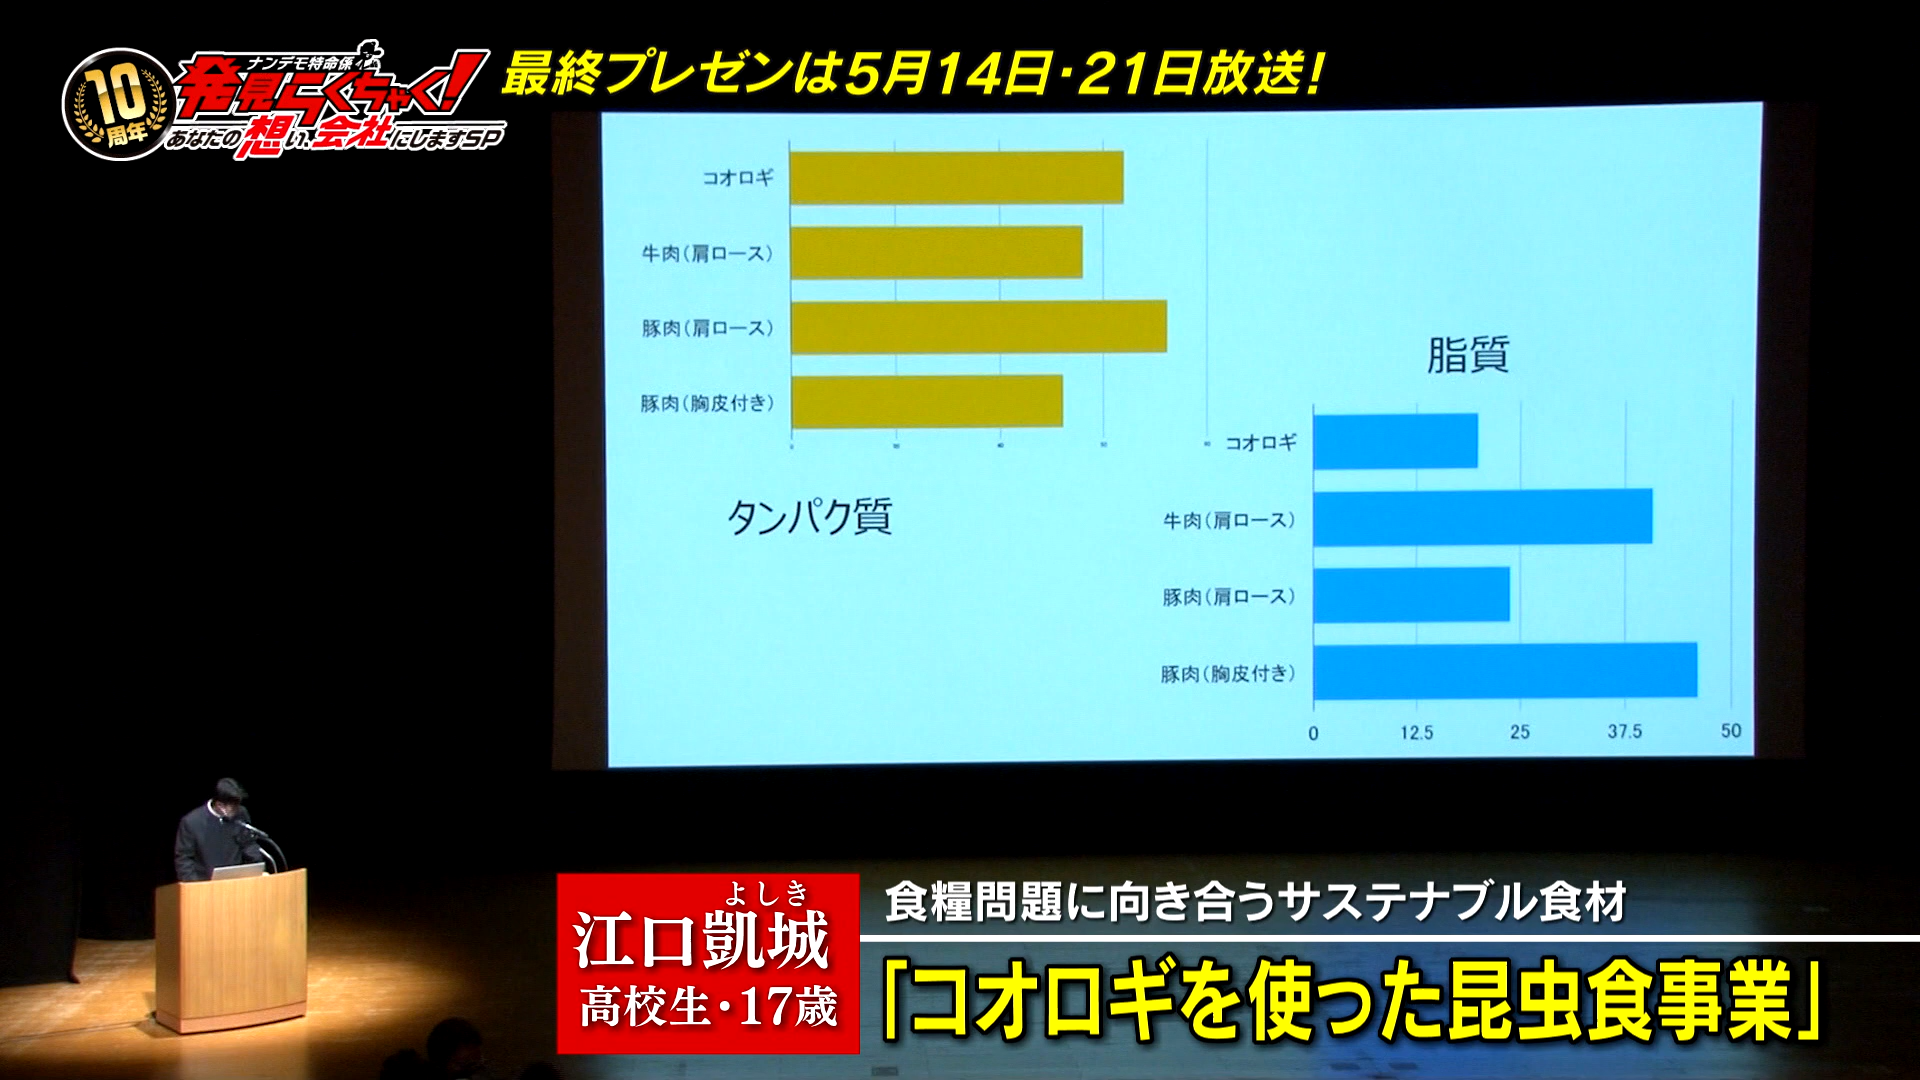 10
周年
ナンデモ特命係
発見らくちゃく!
あなたの想い、会社にしますSP
最終プレゼンは5月14日・21日放送!
コオロギ
牛肉(肩ロース)
豚肉(肩ロース)
豚肉(胸皮付き)
タンパク質
脂質
コオロギ
牛肉(肩ロース)
豚肉(肩ロース)
豚肉(胸皮付き)
0 12.5 25 37.5 50
よしき
江口凱城
高校生・17歳
食糧問題に向き合うサステナブル食材
「コオロギを使った昆虫食事業」